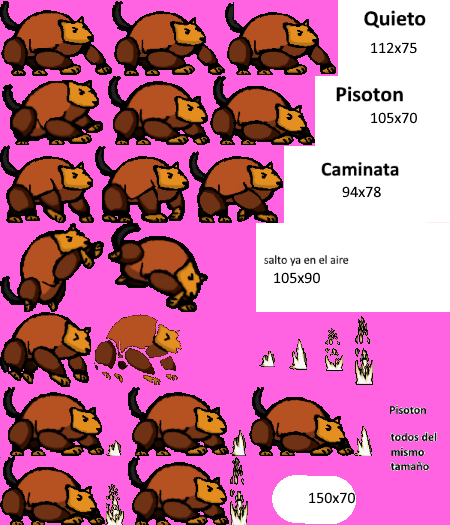 Quieto
112x75
Pisoton
105x70
Caminata
94x78
salto ya en el aire
105x90
Pisoton
todos del
mismo
tamaño
150x70